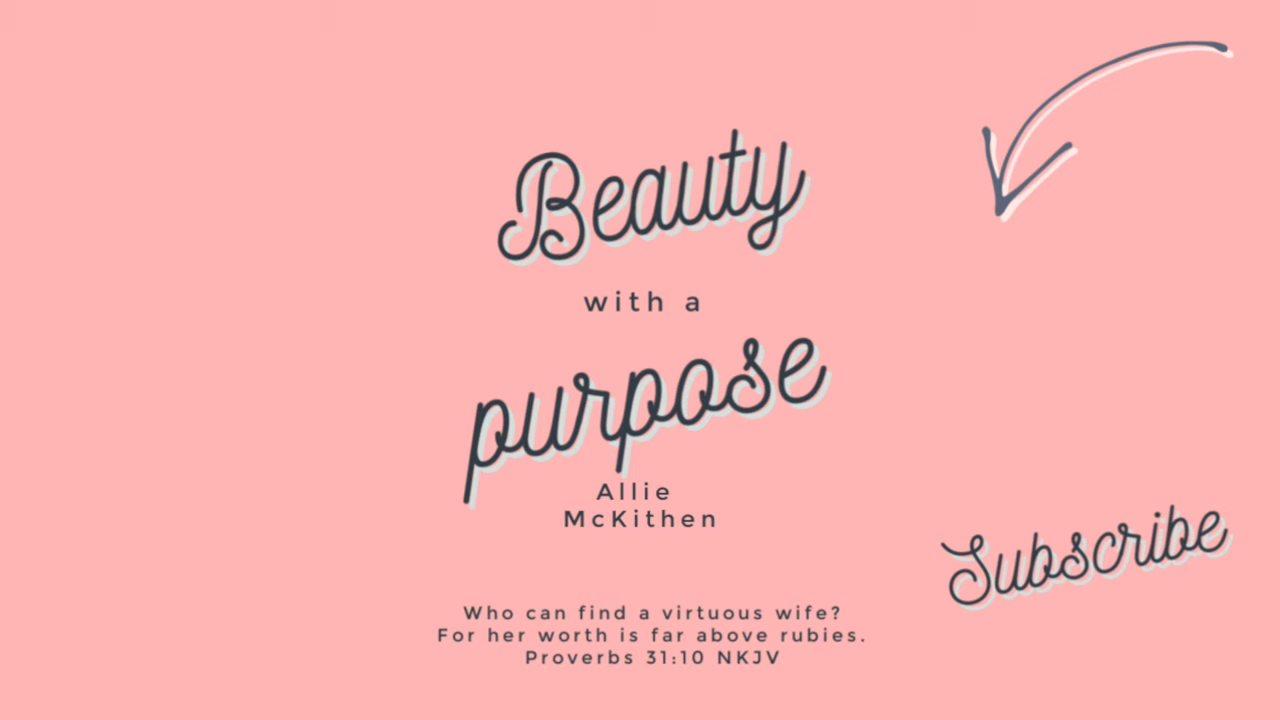 Beauty
with a
purpose
Allie
McKithen
Subscribe
Who can find a virtuous wife?
For her worth is far above rubies.
Proverbs 31:10 NKJV